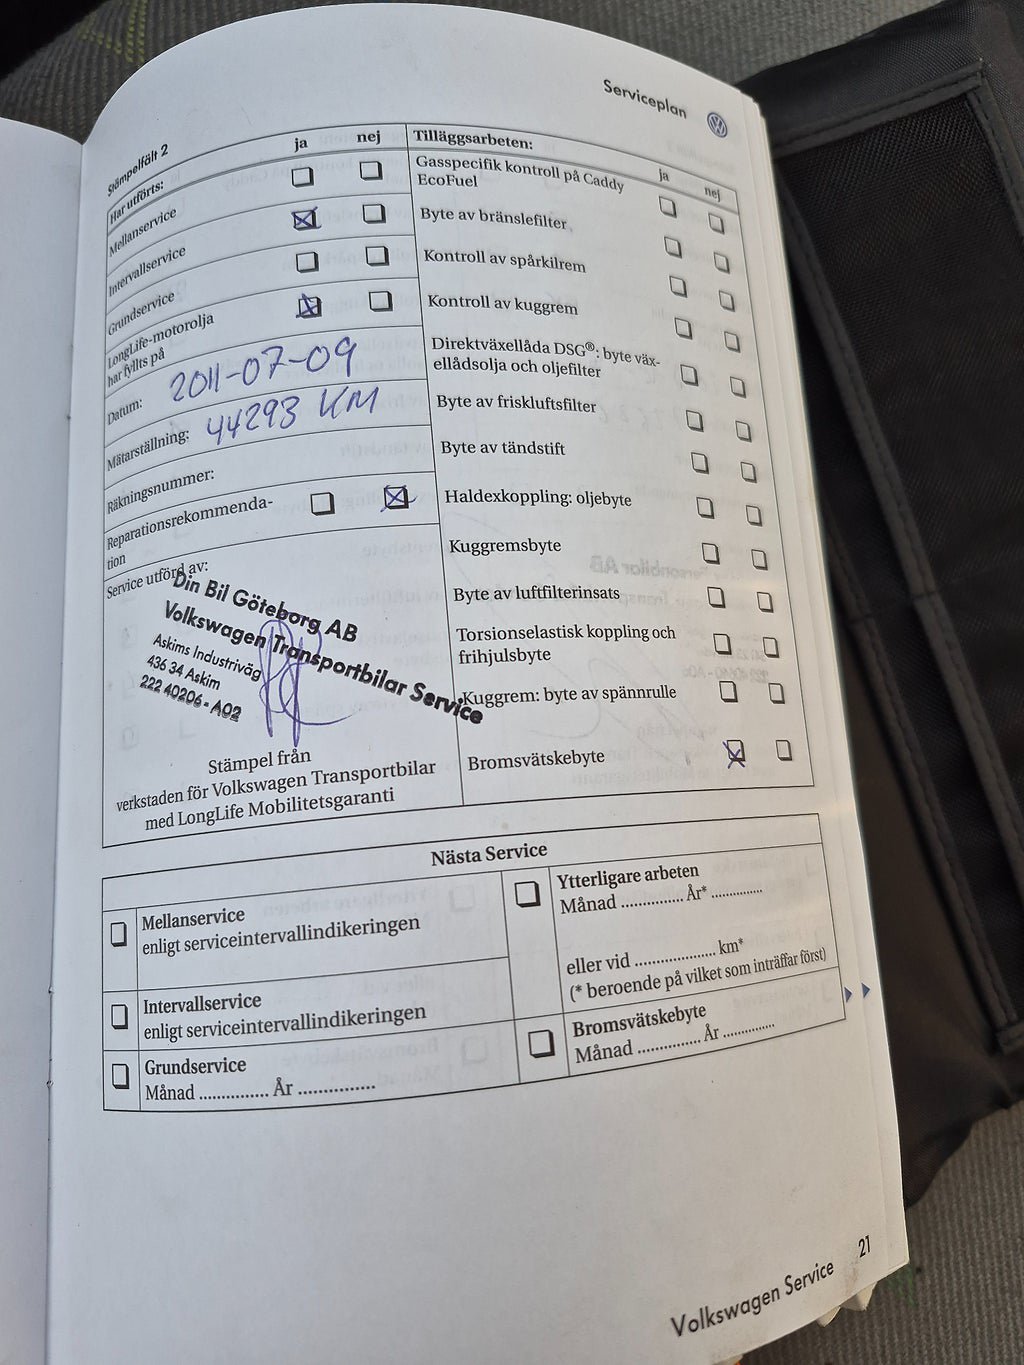 Serviceplan
Stämpelfält 2
Har utförts:
ja
nej
Mellanservice
Intervallservice
Grundservice
LongLife-motorolja
har fyllts på
Datum: 2011-07-09
Mätarställning: 44293 KM
Räkningsnummer:
Reparationsrekommenda-
tion
Service utförd av:
Din Bil Göteborg AB
Volkswagen Transportbilar Service
Askims Industriväg
436 34 Askim
222 40206 - A02
Stämpel från
verkstaden för Volkswagen Transportbilar
med LongLife Mobilitetsgaranti
Tilläggsarbeten:
ja
nej
Gasspecifik kontroll på Caddy
EcoFuel
Byte av bränslefilter
Kontroll av spårkilrem
Kontroll av kuggrem
Direktväxellåda DSG®: byte väx-
ellådsolja och oljefilter
Byte av friskluftsfilter
Byte av tändstift
Haldexkoppling: oljebyte
Kuggremsbyte
Byte av luftfilterinsats
Torsionselastisk koppling och
frihjulsbyte
Kuggrem: byte av spännrulle
Bromsvätskebyte
Nästa Service
Mellanservice
enligt serviceintervallindikeringen
Intervallservice
enligt serviceintervallindikeringen
Grundservice
Månad ............... År ................
Ytterligare arbeten
Månad .............. År* ............
eller vid .................... km*
(* beroende på vilket som inträffar först)
Bromsvätskebyte
Månad .............. År ............
Volkswagen Service
21